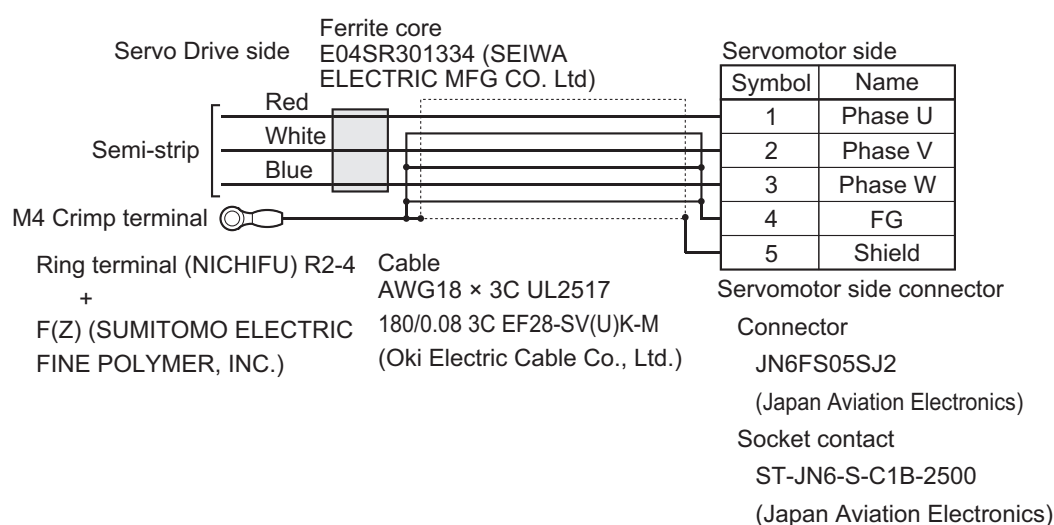 Servo Drive side
Ferrite core
E04SR301334 (SEIWA
ELECTRIC MFG CO. Ltd)
Servomotor side
Symbol Name
Red
1 Phase U
White
Semi-strip
2 Phase V
Blue
3 Phase W
M4 Crimp terminal
4 FG
5 Shield
Ring terminal (NICHIFU) R2-4
+
F(Z) (SUMITOMO ELECTRIC
FINE POLYMER, INC.)
Cable
AWG18 × 3C UL2517
180/0.08 3C EF28-SV(U)K-M
(Oki Electric Cable Co., Ltd.)
Servomotor side connector
Connector
JN6FS05SJ2
(Japan Aviation Electronics)
Socket contact
ST-JN6-S-C1B-2500
(Japan Aviation Electronics)